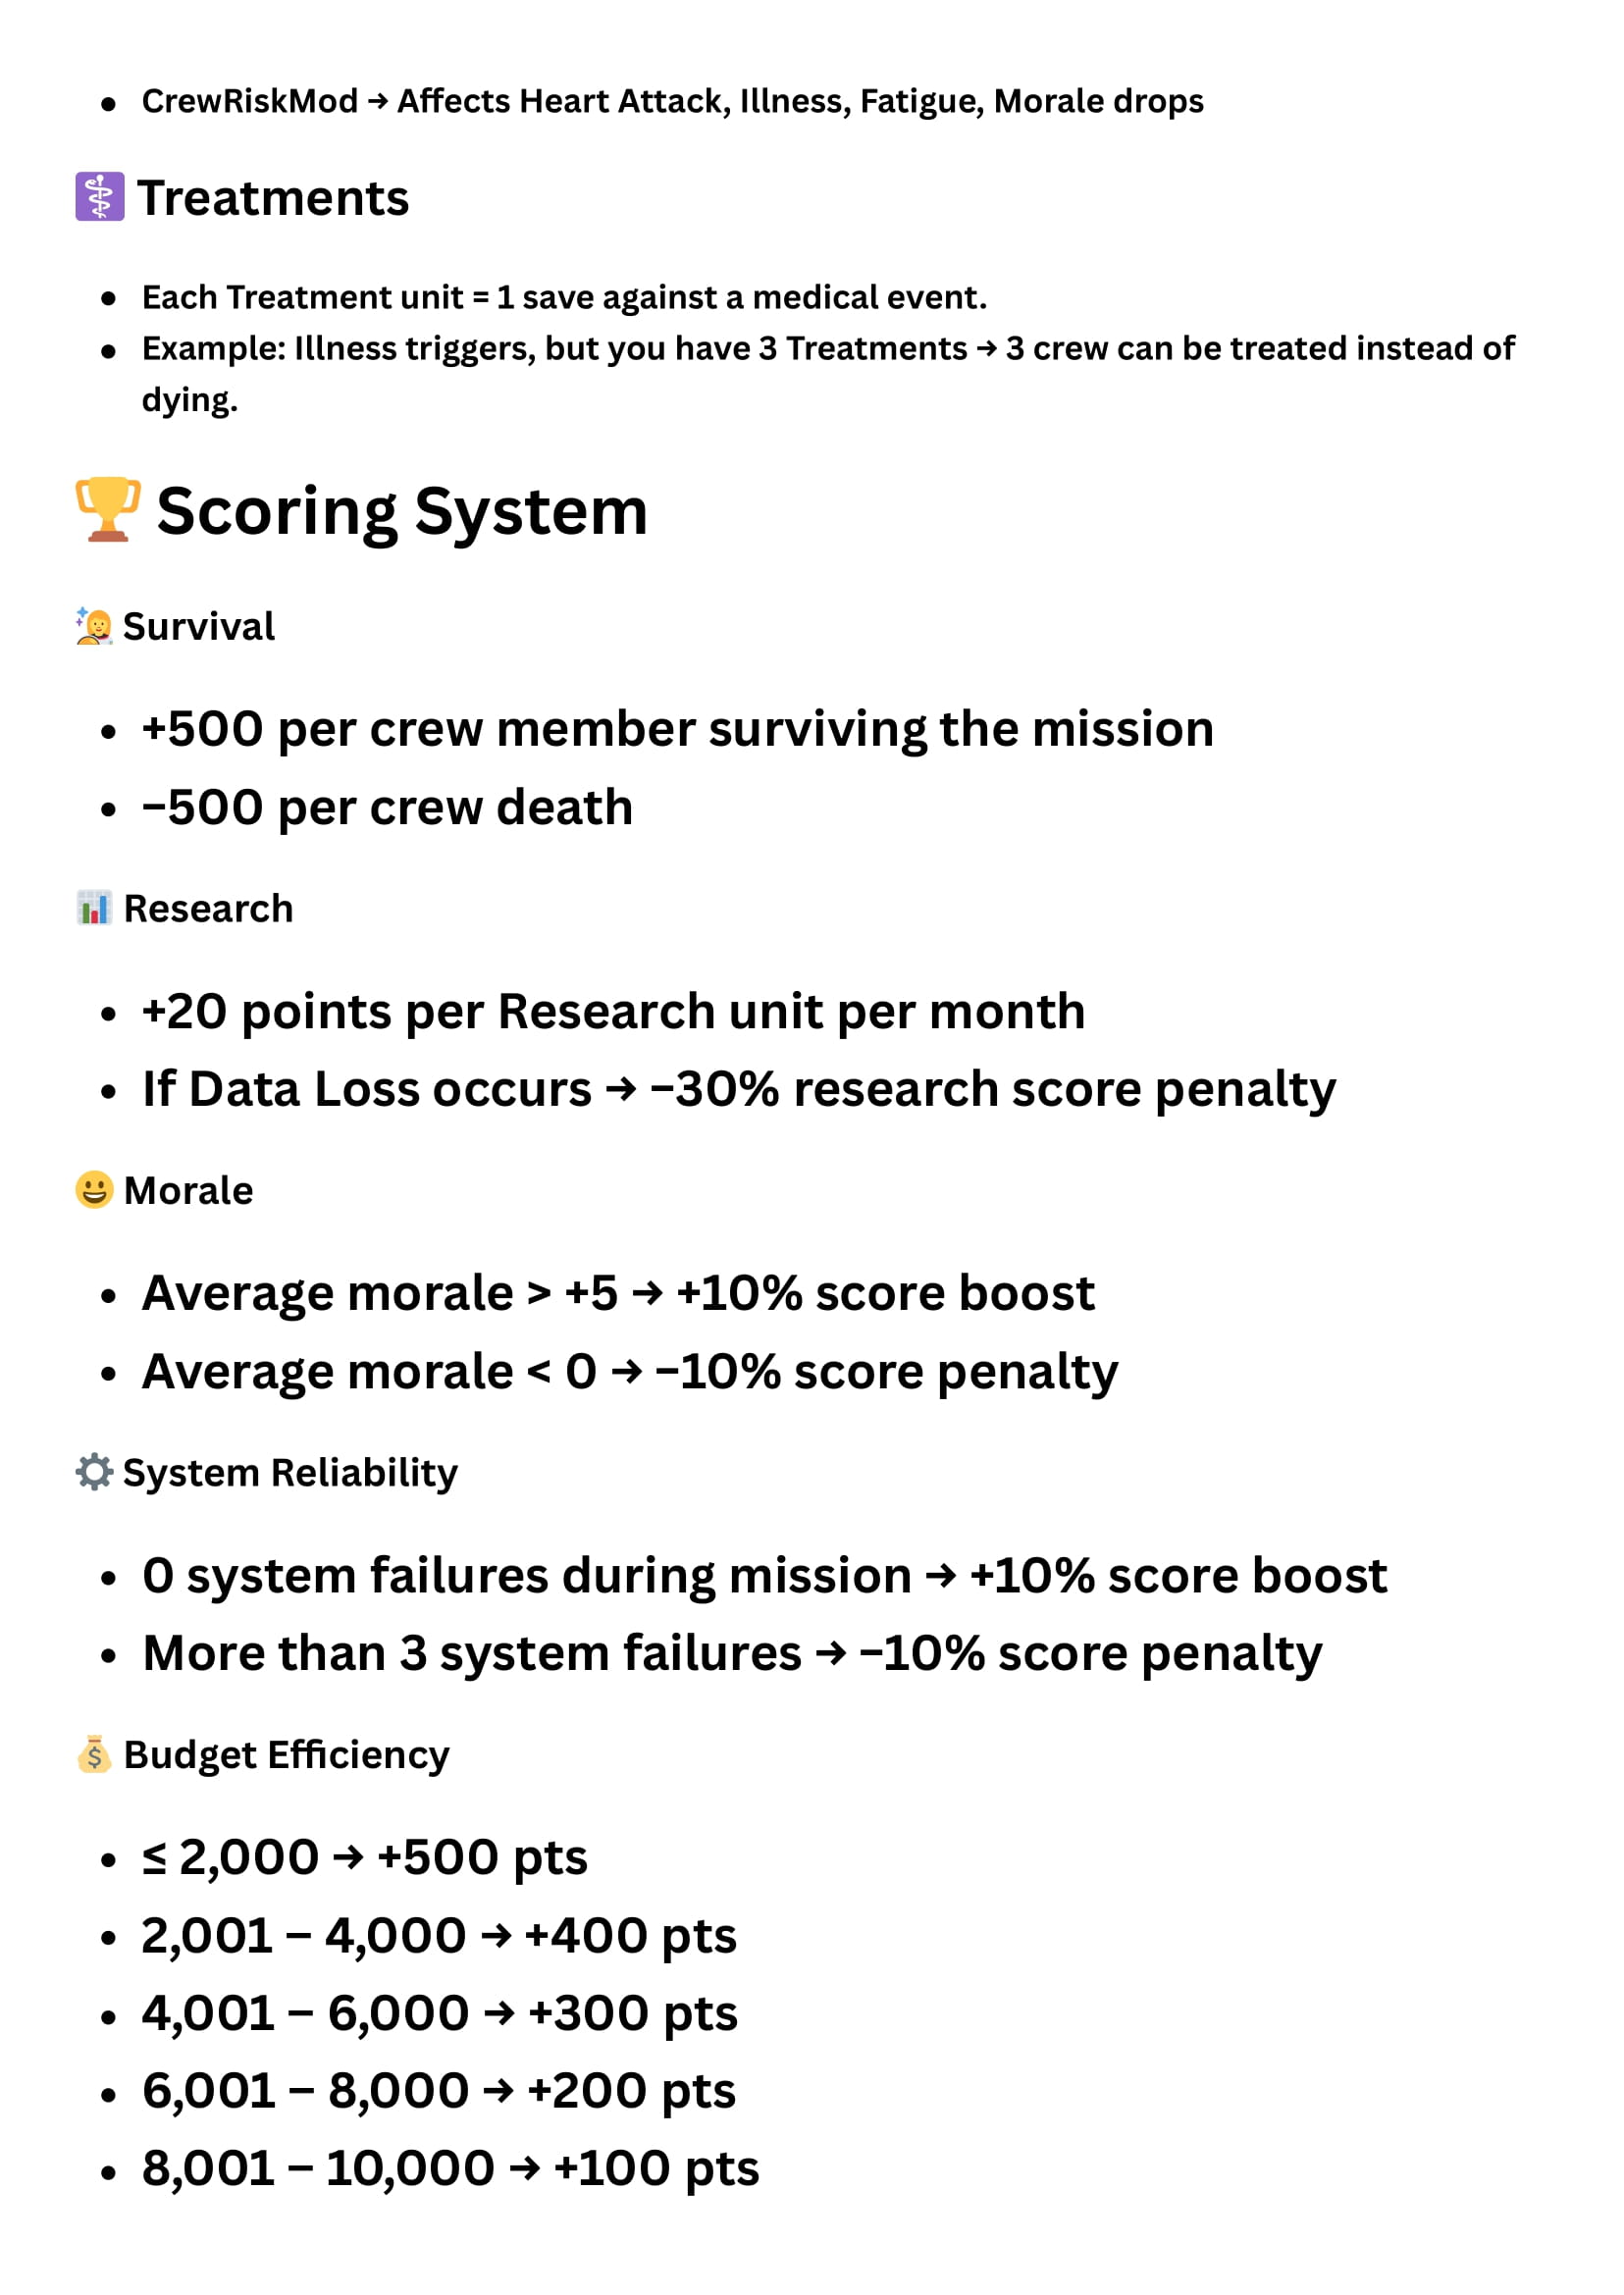 • CrewRiskMod → Affects Heart Attack, Illness, Fatigue, Morale drops
⚕️ Treatments
• Each Treatment unit = 1 save against a medical event.
• Example: Illness triggers, but you have 3 Treatments → 3 crew can be treated instead of
dying.
🏆 Scoring System
🧑‍🚀 Survival
• +500 per crew member surviving the mission
• −500 per crew death
📊 Research
• +20 points per Research unit per month
• If Data Loss occurs → −30% research score penalty
😀 Morale
• Average morale > +5 → +10% score boost
• Average morale < 0 → −10% score penalty
⚙️ System Reliability
• 0 system failures during mission → +10% score boost
• More than 3 system failures → −10% score penalty
💰 Budget Efficiency
• ≤ 2,000 → +500 pts
• 2,001 – 4,000 → +400 pts
• 4,001 – 6,000 → +300 pts
• 6,001 – 8,000 → +200 pts
• 8,001 – 10,000 → +100 pts